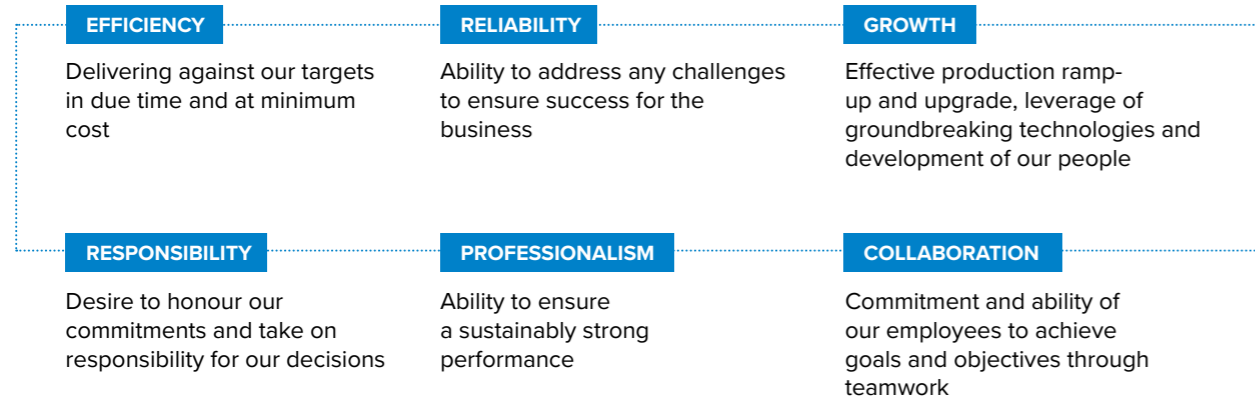 EFFICIENCY
Delivering against our targets
in due time and at minimum
cost
RELIABILITY
Ability to address any challenges
to ensure success for the
business
GROWTH
Effective production ramp-
up and upgrade, leverage of
groundbreaking technologies and
development of our people
RESPONSIBILITY
Desire to honour our
commitments and take on
responsibility for our decisions
PROFESSIONALISM
Ability to ensure
a sustainably strong
performance
COLLABORATION
Commitment and ability of
our employees to achieve
goals and objectives through
teamwork